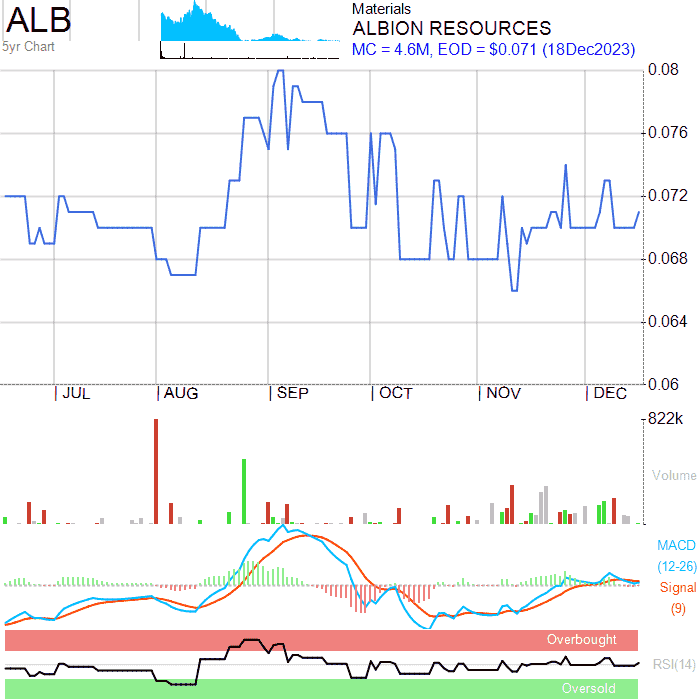 ALB
5yr Chart
Materials
ALBION RESOURCES
MC = 4.6M, EOD = $0.071 (18Dec2023)
0.08
0.076
0.072
0.068
0.064
0.06
JUL AUG SEP OCT NOV DEC
822k
Volume
MACD
(12-26)
Signal
(9)
Overbought
RSI(14)
Oversold